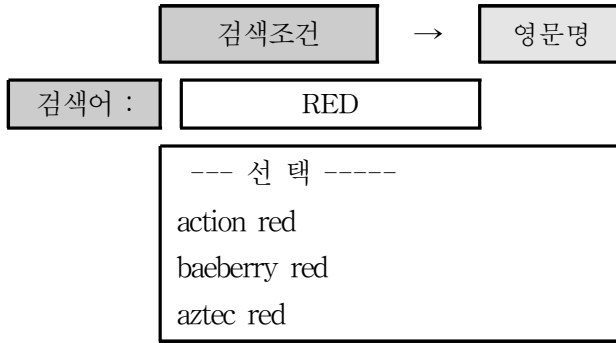 검색조건 → 영문명
검색어 : RED
--- 선 택 -----
action red
baeberry red
aztec red